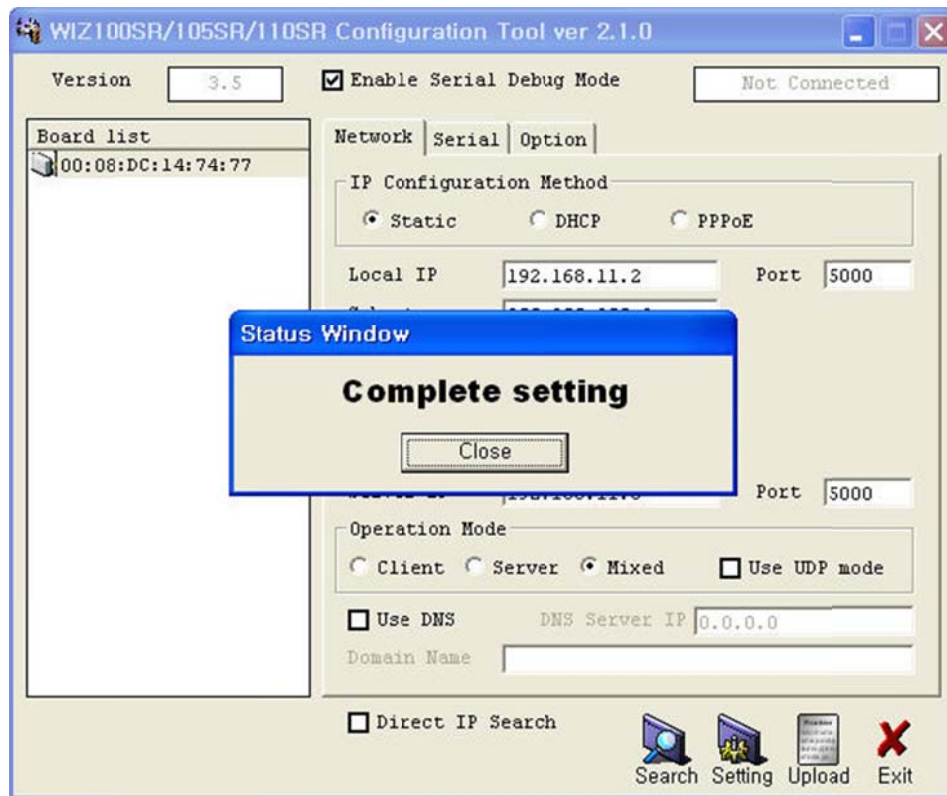 WIZ100SR/105SR/110SR Configuration Tool ver 2.1.0
Version 3.5 Enable Serial Debug Mode Not Connected
Board list
00:08:DC:14:74:77
Network Serial Option
IP Configuration Method
Static DHCP PPPoE
Local IP 192.168.11.2 Port 5000
Status Window
Complete setting
Close
Port 5000
Operation Mode
Client Server Mixed Use UDP mode
Use DNS DNS Server IP 0.0.0.0
Domain Name
Direct IP Search
Search Setting Upload Exit